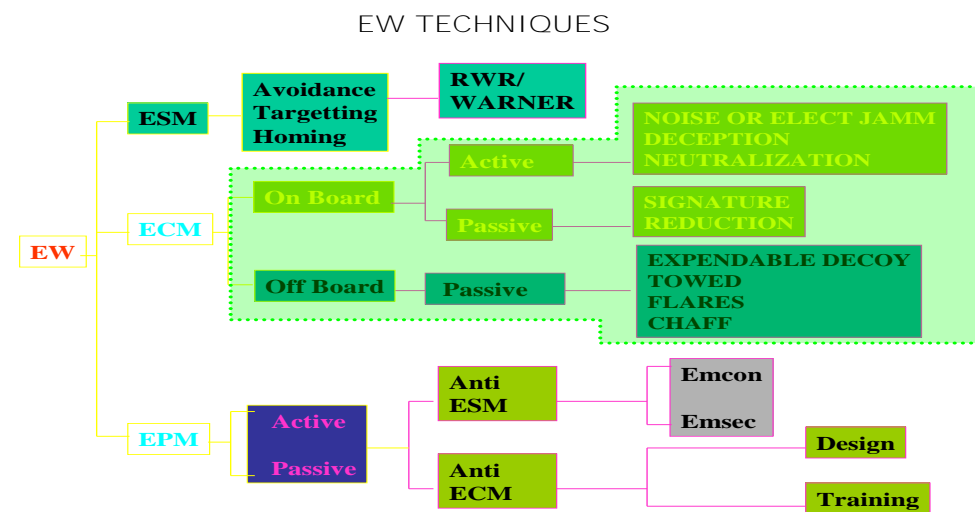 EW TECHNIQUES
EW
ESM
Avoidance
Targetting
Homing
RWR/
WARNER
ECM
On Board
Active
NOISE OR ELECT JAMM
DECEPTION
NEUTRALIZATION
Passive
SIGNATURE
REDUCTION
Off Board
Passive
EXPENDABLE DECOY
TOWED
FLARES
CHAFF
EPM
Active
Passive
Anti
ESM
Emcon
Emsec
Anti
ECM
Design
Training